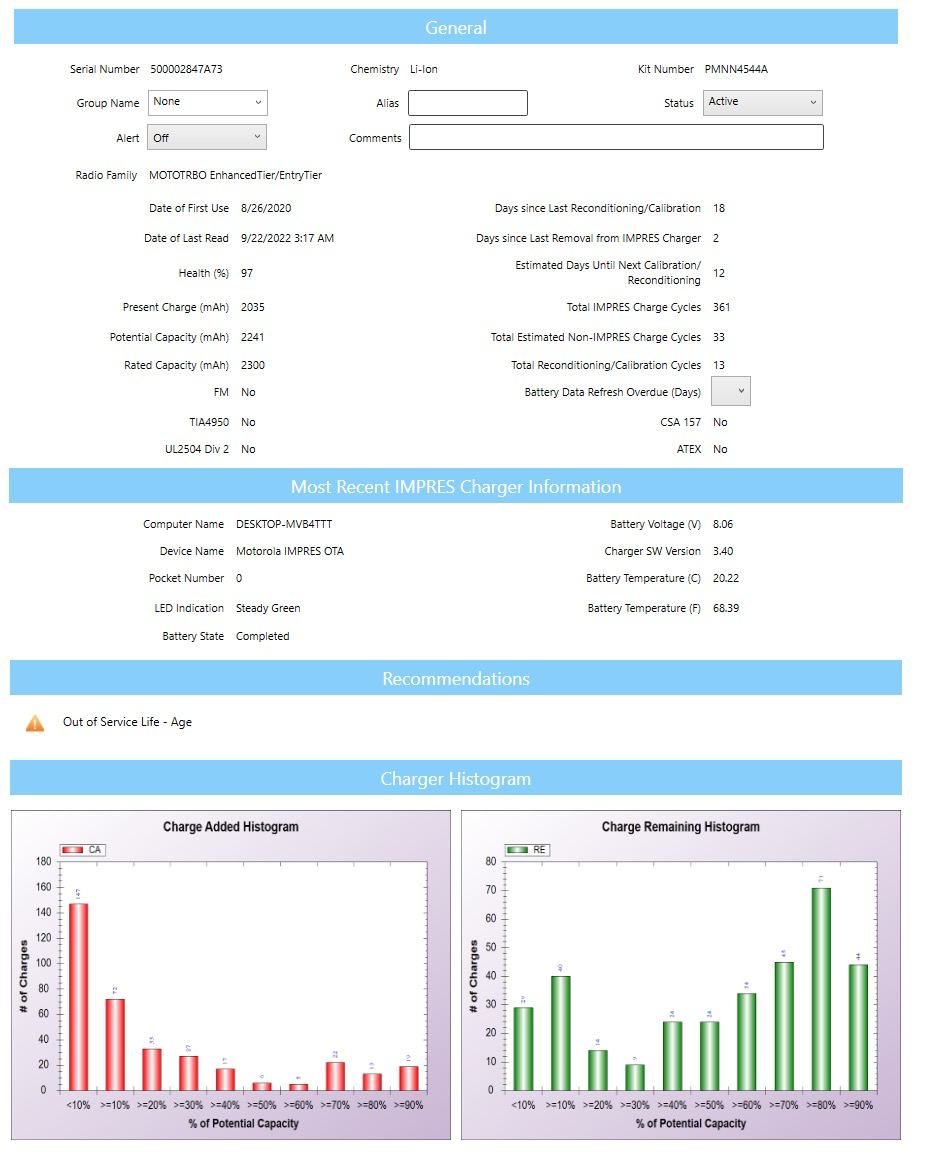 General
Serial Number 500002847A73 Chemistry Li-Ion Kit Number PMNN4544A
Group Name None Alias Status Active
Alert Off Comments
Radio Family MOTOTRBO EnhancedTier/EntryTier
Date of First Use 8/26/2020 Days since Last Reconditioning/Calibration 18
Date of Last Read 9/22/2022 3:17 AM Days since Last Removal from IMPRES Charger 2
Health (%) 97 Estimated Days Until Next Calibration/
Reconditioning 12
Present Charge (mAh) 2035 Total IMPRES Charge Cycles 361
Potential Capacity (mAh) 2241 Total Estimated Non-IMPRES Charge Cycles 33
Rated Capacity (mAh) 2300 Total Reconditioning/Calibration Cycles 13
FM No Battery Data Refresh Overdue (Days)
TIA4950 No CSA 157 No
UL2504 Div 2 No ATEX No
Most Recent IMPRES Charger Information
Computer Name DESKTOP-MVB4TTT Battery Voltage (V) 8.06
Device Name Motorola IMPRES OTA Charger SW Version 3.40
Pocket Number 0 Battery Temperature (C) 20.22
LED Indication Steady Green Battery Temperature (F) 68.39
Battery State Completed
Recommendations
Out of Service Life - Age
Charger Histogram
Charge Added Histogram
CA
# of Charges
180
160
140
120
100
80
60
40
20
0
147 72 33 27 17 6 5 22 13 19
<10% >=10% >=20% >=30% >=40% >=50% >=60% >=70% >=80% >=90%
% of Potential Capacity
Charge Remaining Histogram
RE
# of Charges
80
70
60
50
40
30
20
10
0
29 40 14 9 24 24 34 45 71 44
<10% >=10% >=20% >=30% >=40% >=50% >=60% >=70% >=80% >=90%
% of Potential Capacity